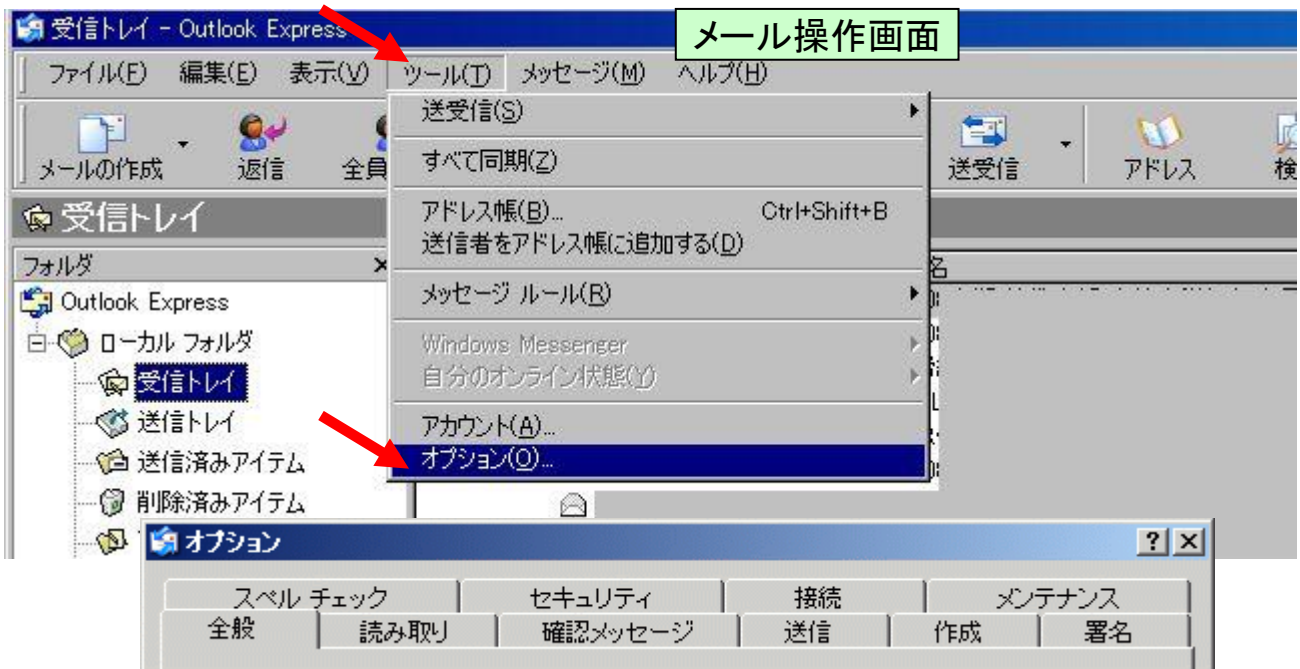 受信トレイ - Outlook Express
メール操作画面
ファイル(F) 編集(E) 表示(V) ツール(T) メッセージ(M) ヘルプ(H)
メールの作成 返信 全員 送受信 アドレス 検
送受信(S)
すべて同期(Z)
アドレス帳(B)... Ctrl+Shift+B
送信者をアドレス帳に追加する(D)
メッセージ ルール(R)
Windows Messenger
自分のオンライン状態(Y)
アカウント(A)...
オプション(O)...
受信トレイ
フォルダ × 名
Outlook Express
ローカル フォルダ
受信トレイ
送信トレイ
送信済みアイテム
削除済みアイテム
オプション
スペル チェック セキュリティ 接続 メンテナンス
全般 読み取り 確認メッセージ 送信 作成 署名